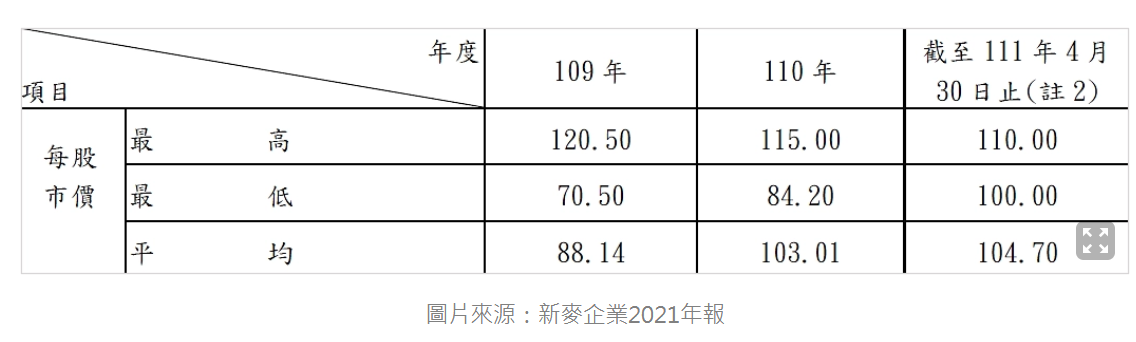 年度
項目
109 年
110 年
截至 111 年 4 月
30 日止(註 2)
每股
市價
最 高 120.50 115.00 110.00
最 低 70.50 84.20 100.00
平 均 88.14 103.01 104.70
圖片來源：新麥企業2021年報